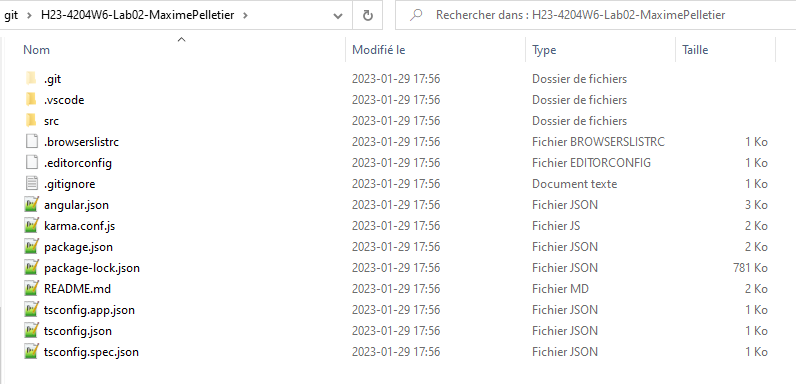 git > H23-4204W6-Lab02-MaximePelletier > Rechercher dans : H23-4204W6-Lab02-MaximePelletier
Nom Modifié le Type Taille
.git 2023-01-29 17:56 Dossier de fichiers
.vscode 2023-01-29 17:56 Dossier de fichiers
src 2023-01-29 17:56 Dossier de fichiers
.browserslistrc 2023-01-29 17:56 Fichier BROWSERSLISTRC 1 Ko
.editorconfig 2023-01-29 17:56 Fichier EDITORCONFIG 1 Ko
.gitignore 2023-01-29 17:56 Document texte 1 Ko
angular.json 2023-01-29 17:56 Fichier JSON 3 Ko
karma.conf.js 2023-01-29 17:56 Fichier JS 2 Ko
package.json 2023-01-29 17:56 Fichier JSON 2 Ko
package-lock.json 2023-01-29 17:56 Fichier JSON 781 Ko
README.md 2023-01-29 17:56 Fichier MD 2 Ko
tsconfig.app.json 2023-01-29 17:56 Fichier JSON 1 Ko
tsconfig.json 2023-01-29 17:56 Fichier JSON 1 Ko
tsconfig.spec.json 2023-01-29 17:56 Fichier JSON 1 Ko